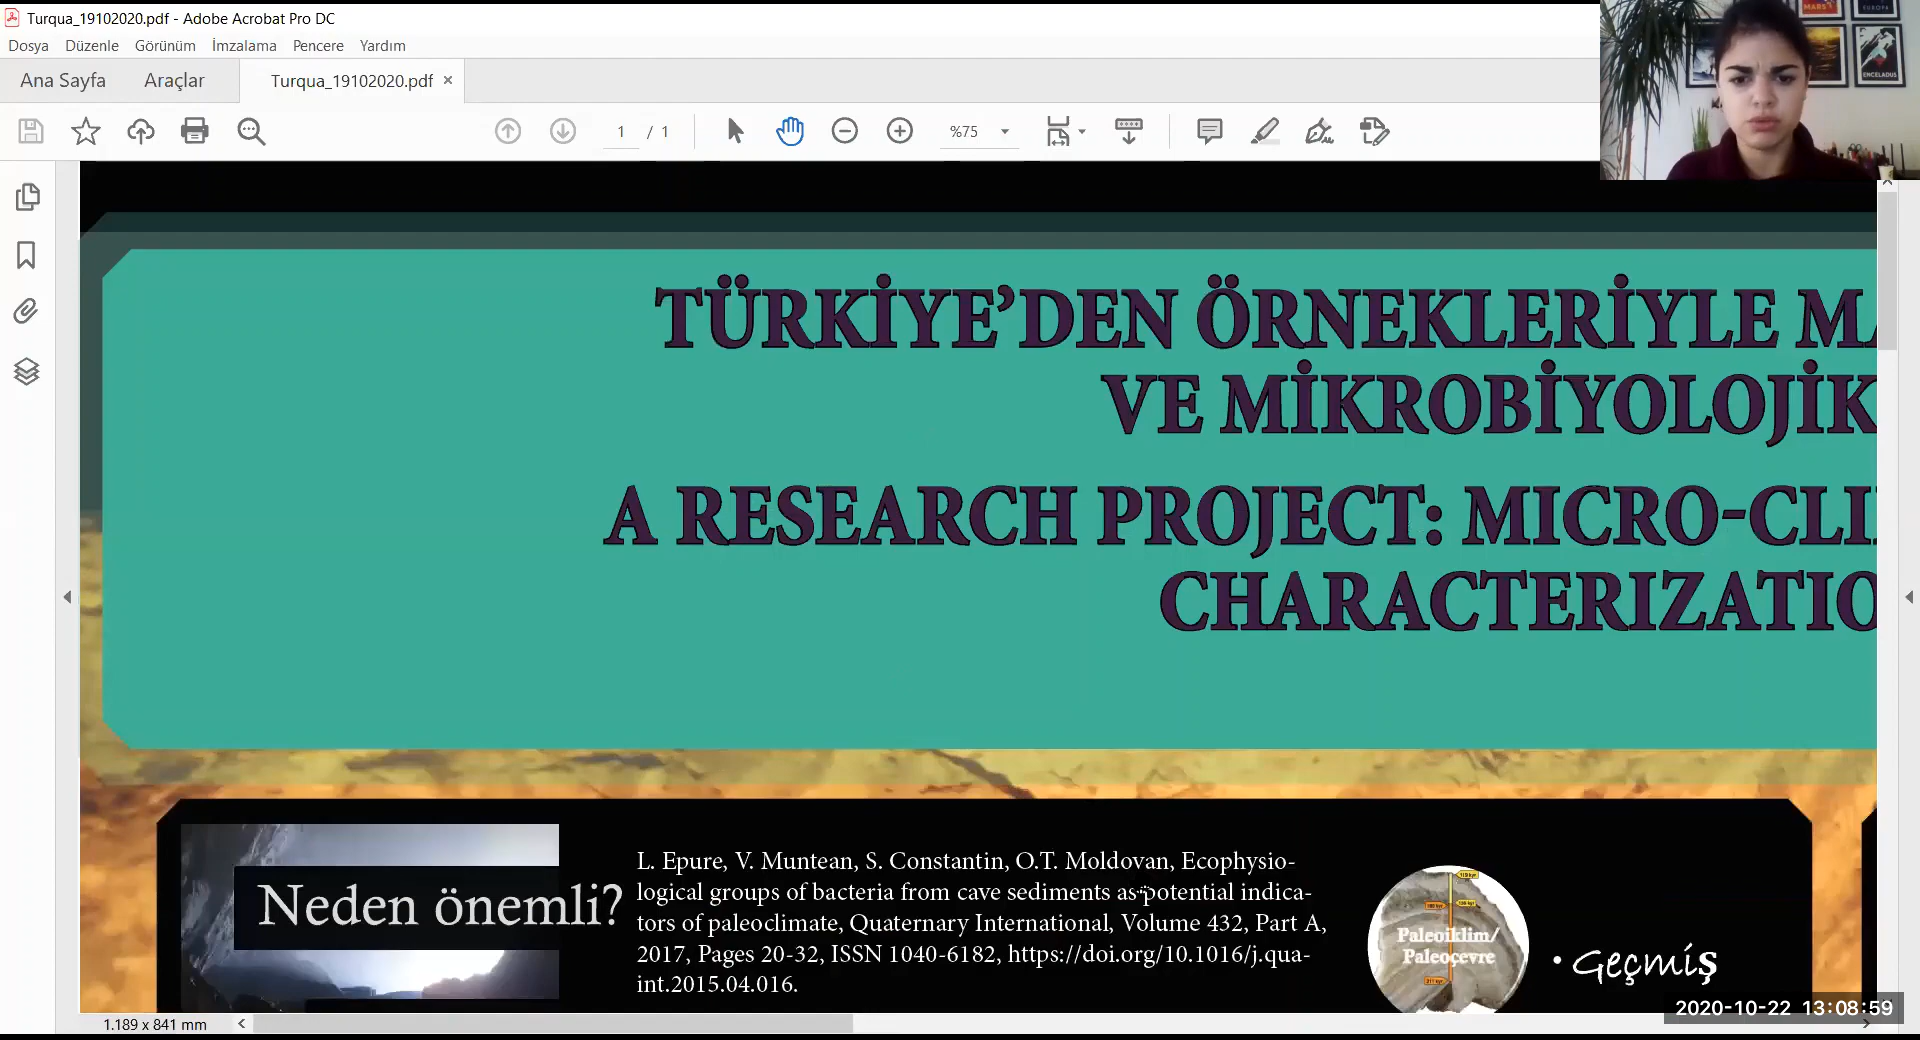 Turqua_19102020.pdf - Adobe Acrobat Pro DC
Dosya Düzenle Görünüm İmzalama Pencere Yardım
Ana Sayfa Araçlar Turqua_19102020.pdf ×
1 / 1 %75
MARS
EUROPA
ENCELADUS
TÜRKİYE’DEN ÖRNEKLERİYLE MA
VE MİKROBİYOLOJİK
A RESEARCH PROJECT: MICRO-CLI
CHARACTERIZATIO
Neden önemli?
L. Epure, V. Muntean, S. Constantin, O.T. Moldovan, Ecophysio-
logical groups of bacteria from cave sediments as potential indica-
tors of paleoclimate, Quaternary International, Volume 432, Part A,
2017, Pages 20-32, ISSN 1040-6182, https://doi.org/10.1016/j.qua-
int.2015.04.016.
Paleoiklim/
Paleoçevre
• Geçmiş
2020-10-22 13:08:59
1.189 x 841 mm